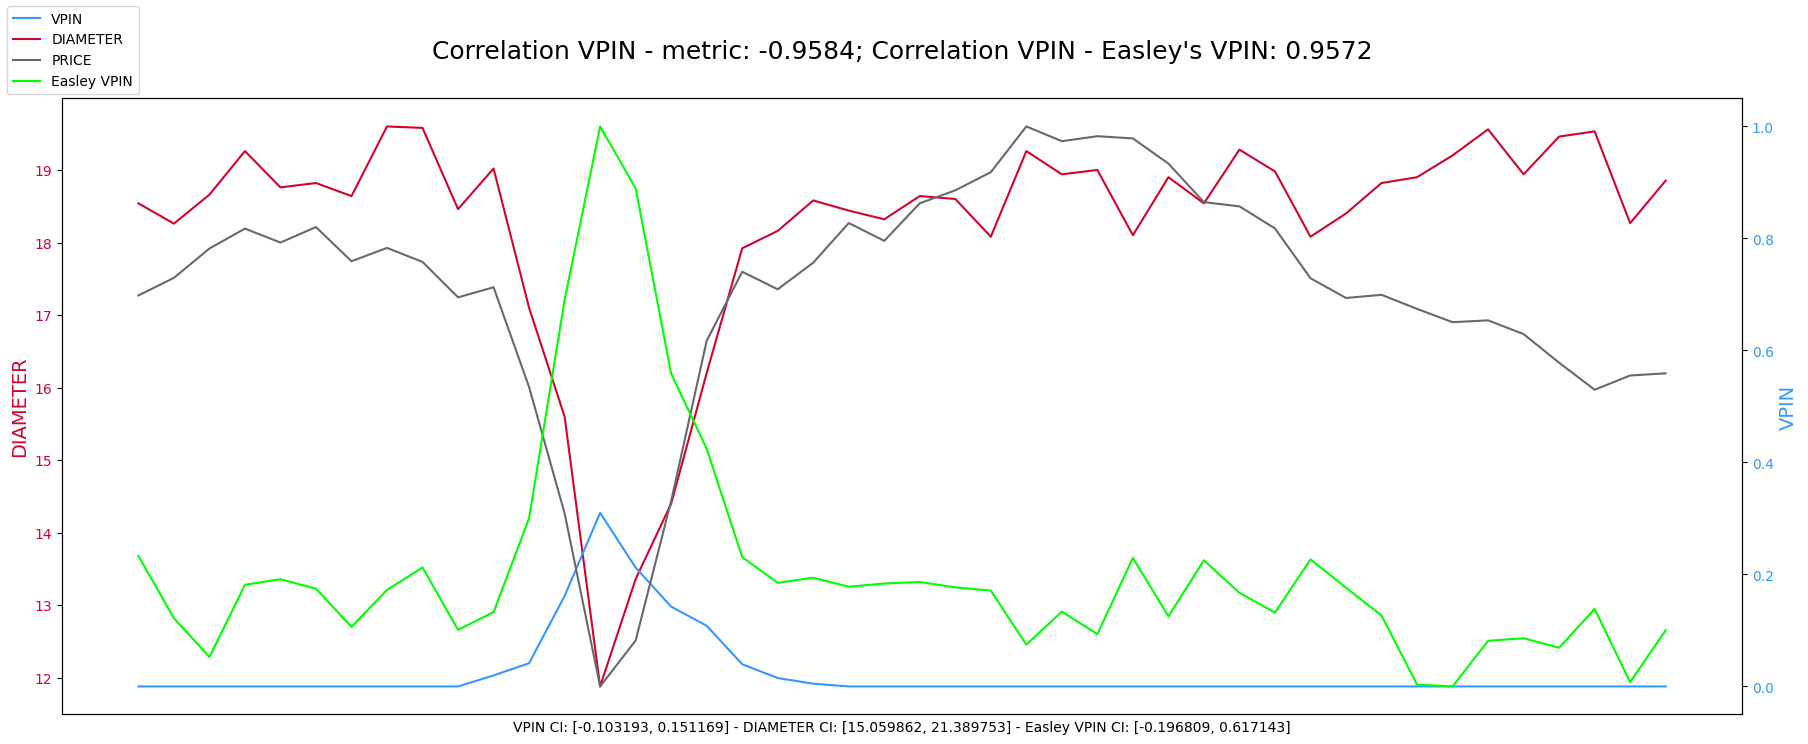 VPIN
DIAMETER
PRICE
Easley VPIN
Correlation VPIN - metric: -0.9584; Correlation VPIN - Easley's VPIN: 0.9572
DIAMETER
19
18
17
16
15
14
13
12
1.0
0.8
0.6
0.4
0.2
0.0
VPIN
VPIN CI: [-0.103193, 0.151169] - DIAMETER CI: [15.059862, 21.389753] - Easley VPIN CI: [-0.196809, 0.617143]